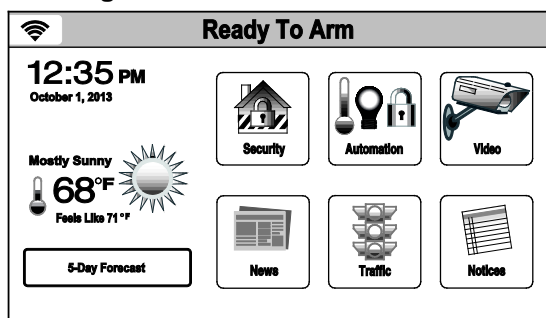 Ready To Arm
12:35 PM
October 1, 2013
Mostly Sunny
68°F
Feels Like 71°F
5-Day Forecast
Security
Automation
Video
News
Traffic
Notices